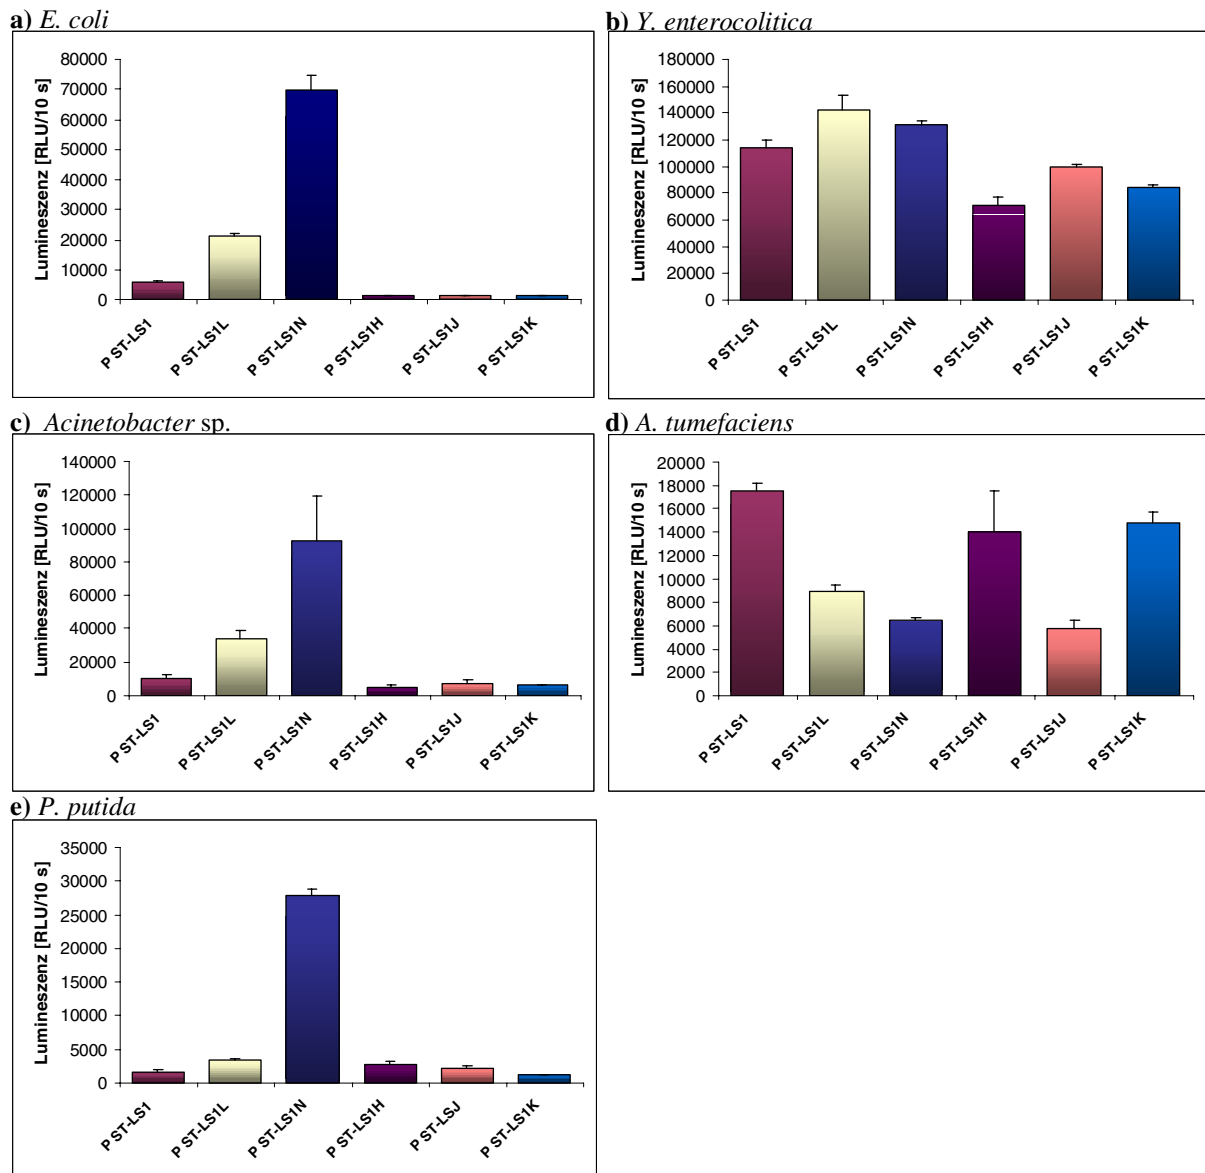 a) E. coli
Lumineszenz [RLU/10 s]
80000
70000
60000
50000
40000
30000
20000
10000
0
P ST-LS1
P ST-LS1L
P ST-LS1N
P ST-LS1H
P ST-LS1J
P ST-LS1K
b) Y. enterocolitica
Lumineszenz [RLU/10 s]
180000
160000
140000
120000
100000
80000
60000
40000
20000
0
P ST-LS1
P ST-LS1L
P ST-LS1N
P ST-LS1H
P ST-LS1J
P ST-LS1K
c) Acinetobacter sp.
Lumineszenz [RLU/10 s]
140000
120000
100000
80000
60000
40000
20000
0
P ST-LS1
P ST-LS1L
P ST-LS1N
P ST-LS1H
P ST-LS1J
P ST-LS1K
d) A. tumefaciens
Lumineszenz [RLU/10 s]
20000
18000
16000
14000
12000
10000
8000
6000
4000
2000
0
P ST-LS1
P ST-LS1L
P ST-LS1N
P ST-LS1H
P ST-LS1J
P ST-LS1K
e) P. putida
Lumineszenz [RLU/10 s]
35000
30000
25000
20000
15000
10000
5000
0
P ST-LS1
P ST-LS1L
P ST-LS1N
P ST-LS1H
P ST-LSJ
P ST-LS1K